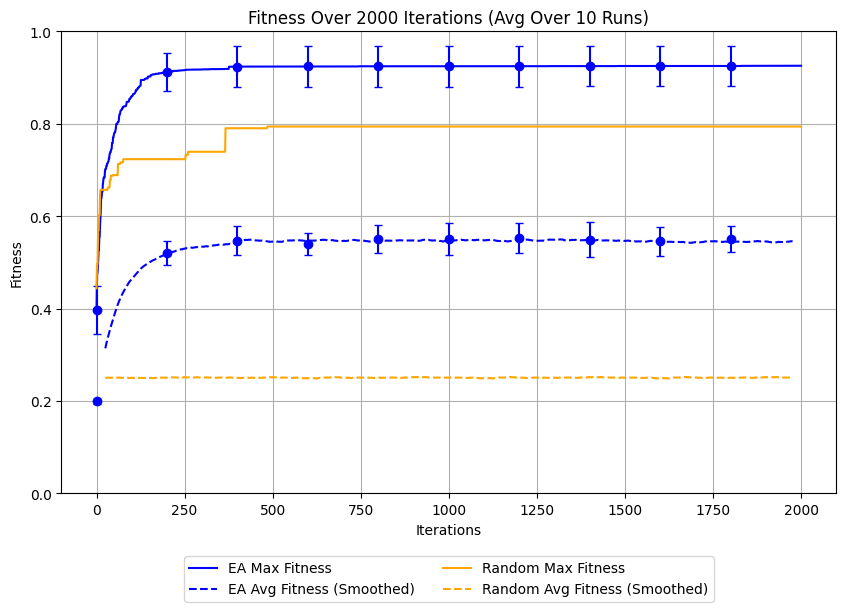 Fitness Over 2000 Iterations (Avg Over 10 Runs)
Fitness
1.0
0.8
0.6
0.4
0.2
0.0
0 250 500 750 1000 1250 1500 1750 2000
Iterations
EA Max Fitness Random Max Fitness
EA Avg Fitness (Smoothed) Random Avg Fitness (Smoothed)